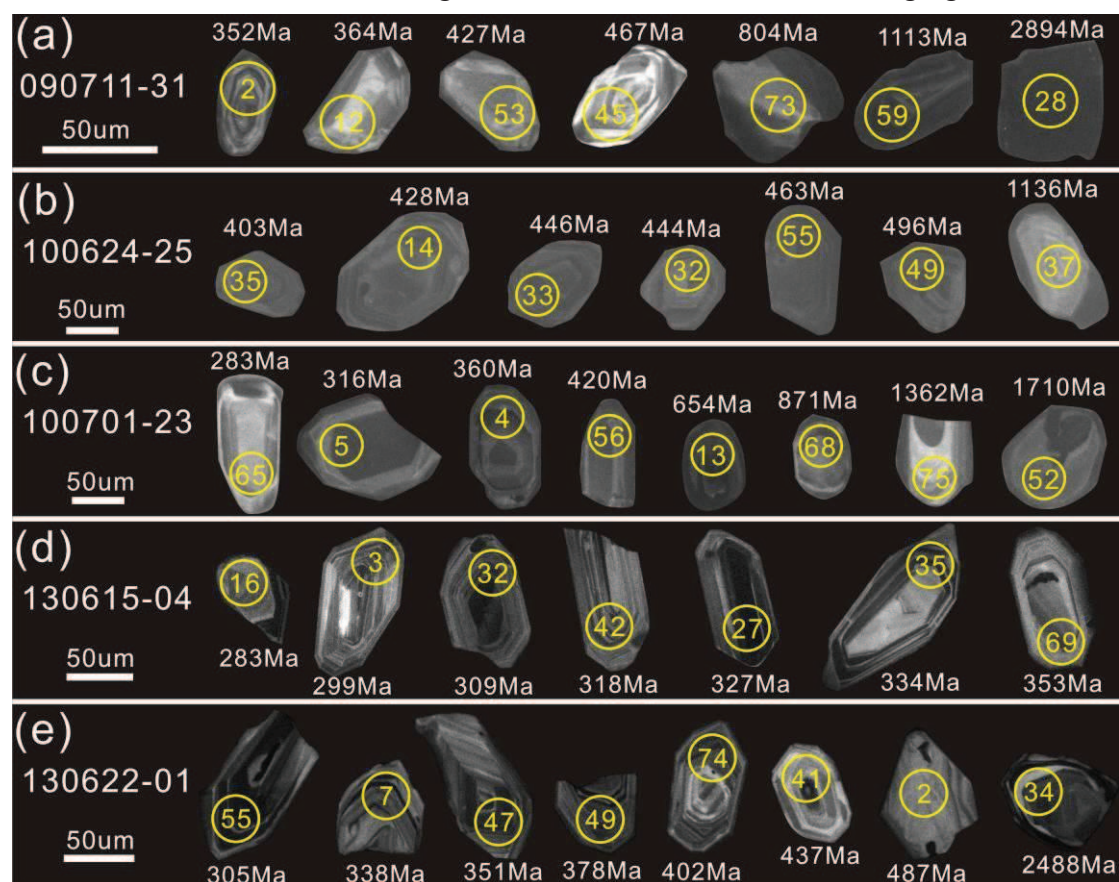 (a)
090711-31
50um
352Ma 364Ma 427Ma 467Ma 804Ma 1113Ma 2894Ma
2 12 53 45 73 59 28
(b)
100624-25
50um
403Ma 428Ma 446Ma 444Ma 463Ma 496Ma 1136Ma
35 14 33 32 55 49 37
(c)
100701-23
50um
283Ma 316Ma 360Ma 420Ma 654Ma 871Ma 1362Ma 1710Ma
65 5 4 56 13 68 75 52
(d)
130615-04
50um
16 3 32 42 27 35 69
283Ma 299Ma 309Ma 318Ma 327Ma 334Ma 353Ma
(e)
130622-01
50um
55 7 47 49 74 41 2 34
305Ma 338Ma 351Ma 378Ma 402Ma 437Ma 487Ma 2488Ma